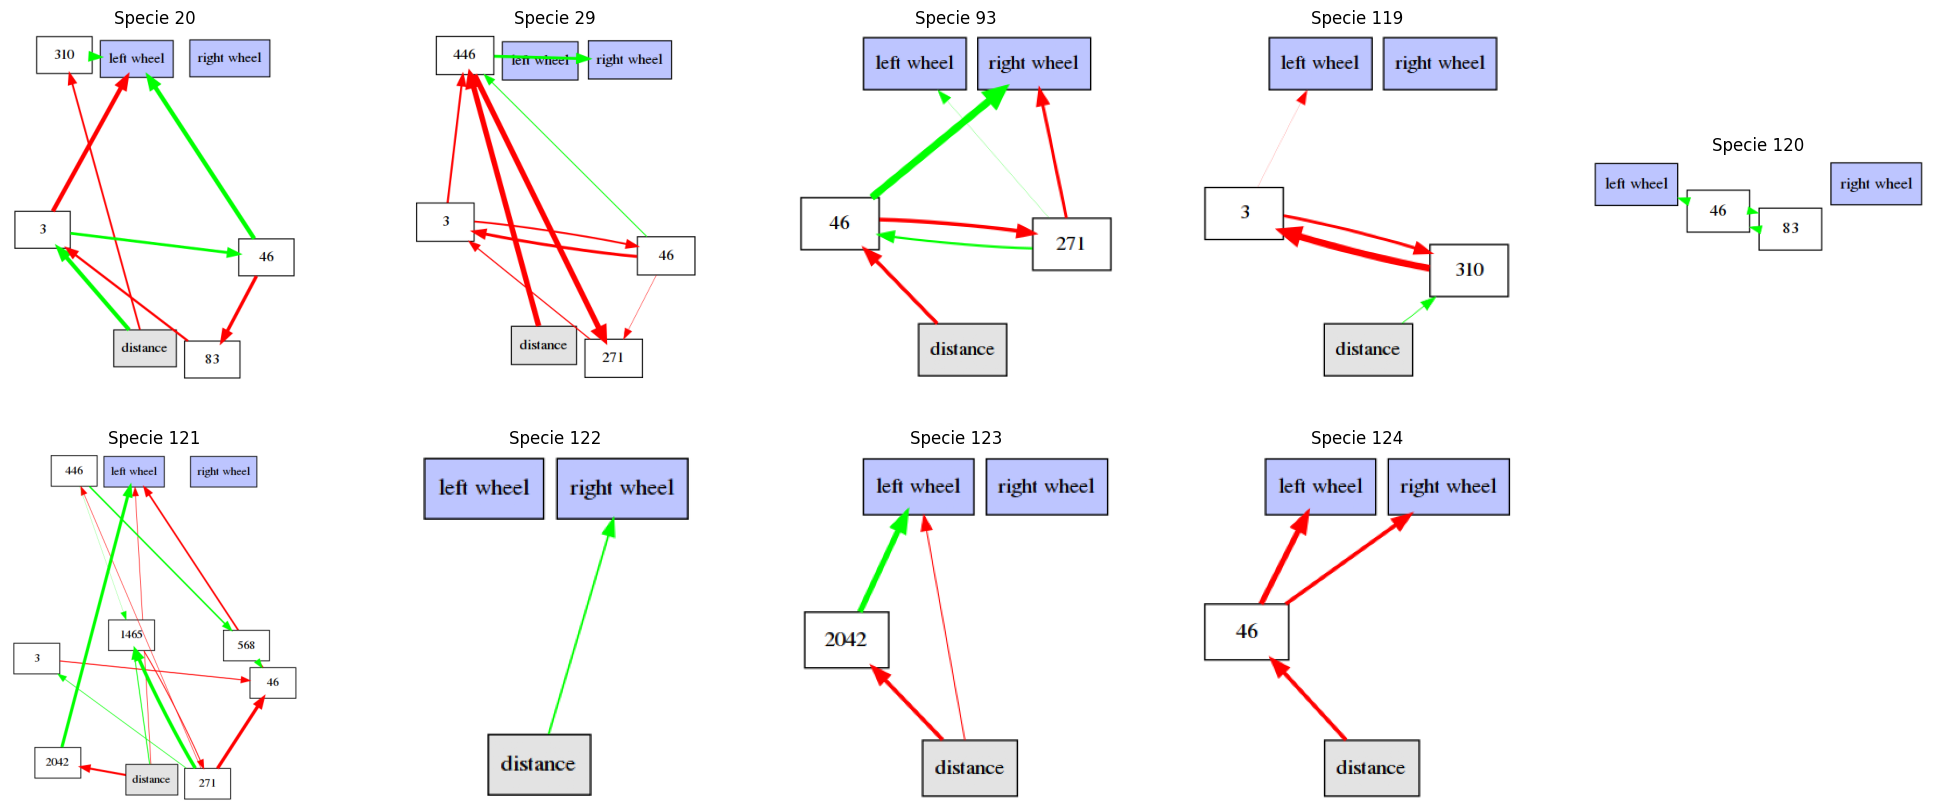 Specie 20
310
left wheel
right wheel
3
46
distance
83
Specie 29
446
left wheel
right wheel
3
46
distance
271
Specie 93
left wheel
right wheel
46
271
distance
Specie 119
left wheel
right wheel
3
310
distance
Specie 120
left wheel
right wheel
46
83
Specie 121
446
left wheel
right wheel
1465
568
3
46
2042
distance
271
Specie 122
left wheel
right wheel
distance
Specie 123
left wheel
right wheel
2042
distance
Specie 124
left wheel
right wheel
46
distance